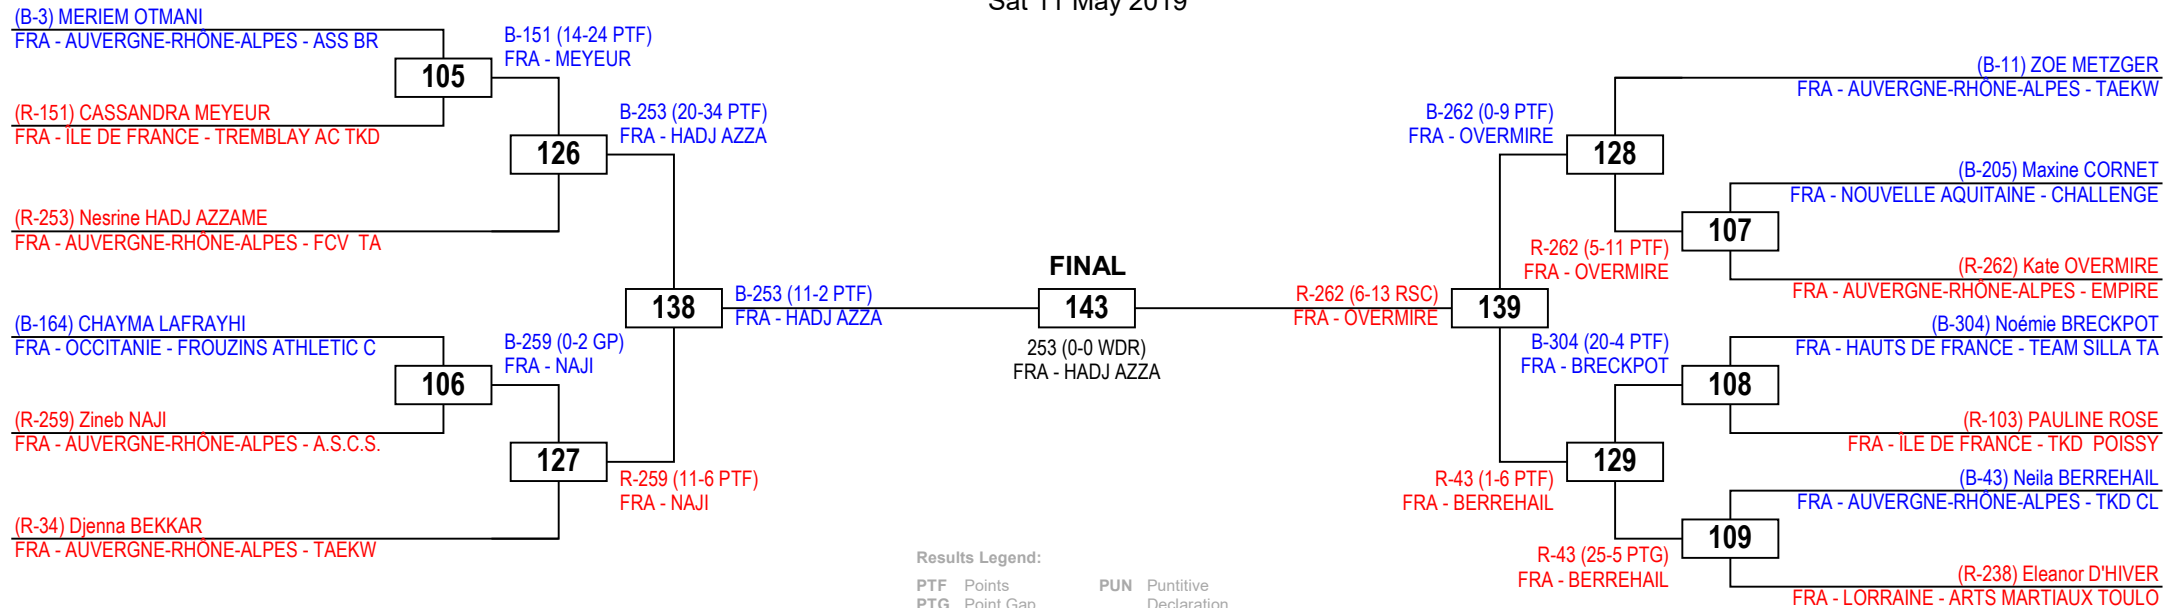 Sat 11 May 2019
(B-3) MERIEM OTMANI
FRA - AUVERGNE-RHÔNE-ALPES - ASS BR
105
(R-151) CASSANDRA MEYEUR
FRA - ÎLE DE FRANCE - TREMBLAY AC TKD
B-151 (14-24 PTF)
FRA - MEYEUR
126
(R-253) Nesrine HADJ AZZAME
FRA - AUVERGNE-RHÔNE-ALPES - FCV TA
B-253 (20-34 PTF)
FRA - HADJ AZZA
138
(B-164) CHAYMA LAFRAYHI
FRA - OCCITANIE - FROUZINS ATHLETIC C
106
(R-259) Zineb NAJI
FRA - AUVERGNE-RHÔNE-ALPES - A.S.C.S.
B-259 (0-2 GP)
FRA - NAJI
127
(R-34) Djenna BEKKAR
FRA - AUVERGNE-RHÔNE-ALPES - TAEKW
R-259 (11-6 PTF)
FRA - NAJI
B-253 (11-2 PTF)
FRA - HADJ AZZA
FINAL
143
253 (0-0 WDR)
FRA - HADJ AZZA
R-262 (6-13 RSC)
FRA - OVERMIRE
139
B-262 (0-9 PTF)
FRA - OVERMIRE
128
(B-11) ZOE METZGER
FRA - AUVERGNE-RHÔNE-ALPES - TAEKW
(B-205) Maxine CORNET
FRA - NOUVELLE AQUITAINE - CHALLENGE
107
R-262 (5-11 PTF)
FRA - OVERMIRE
(R-262) Kate OVERMIRE
FRA - AUVERGNE-RHÔNE-ALPES - EMPIRE
(B-304) Noémie BRECKPOT
FRA - HAUTS DE FRANCE - TEAM SILLA TA
B-304 (20-4 PTF)
FRA - BRECKPOT
108
(R-103) PAULINE ROSE
FRA - ÎLE DE FRANCE - TKD POISSY
129
R-43 (1-6 PTF)
FRA - BERREHAIL
(B-43) Neila BERREHAIL
FRA - AUVERGNE-RHÔNE-ALPES - TKD CL
109
R-43 (25-5 PTG)
FRA - BERREHAIL
(R-238) Eleanor D'HIVER
FRA - LORRAINE - ARTS MARTIAUX TOULO
Results Legend:
PTF Points PUN Puntitive
PTG Point Gap Declaration